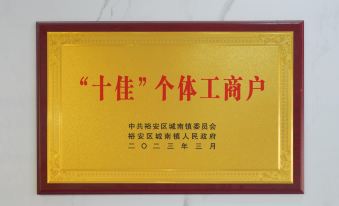 “十佳”个体工商户
中共裕安区城南镇委员会
裕安区城南镇人民政府
二〇二三年三月